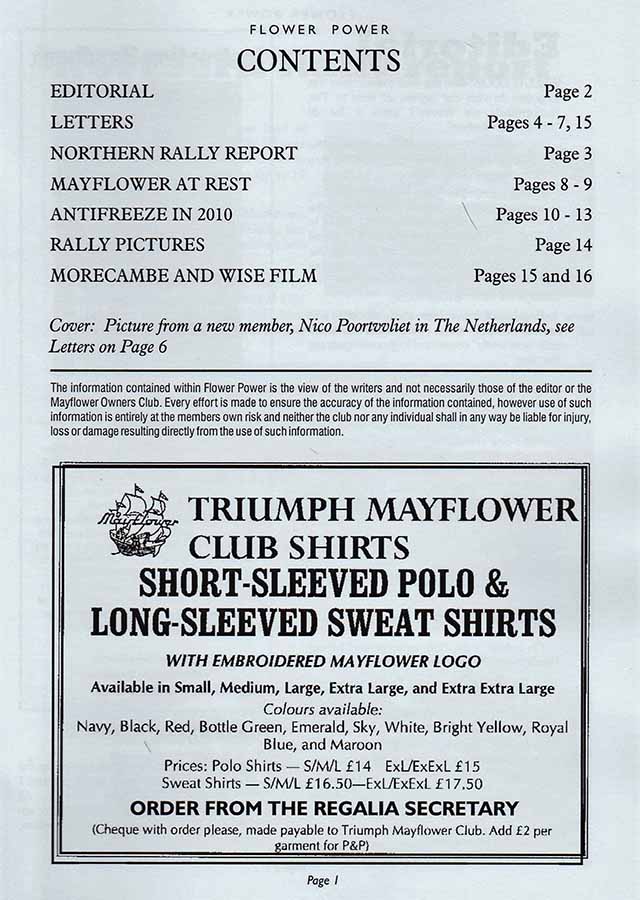 FLOWER POWER
CONTENTS
EDITORIAL Page 2
LETTERS Pages 4 - 7, 15
NORTHERN RALLY REPORT Page 3
MAYFLOWER AT REST Pages 8 - 9
ANTIFREEZE IN 2010 Pages 10 - 13
RALLY PICTURES Page 14
MORECAMBE AND WISE FILM Pages 15 and 16
Cover: Picture from a new member, Nico Poortvvliet in The Netherlands, see
Letters on Page 6
The information contained within Flower Power is the view of the writers and not necessarily those of the editor or the
Mayflower Owners Club. Every effort is made to ensure the accuracy of the information contained, however use of such
information is entirely at the members own risk and neither the club nor any individual shall in any way be liable for injury,
loss or damage resulting directly from the use of such information.
Mayflower
TRIUMPH MAYFLOWER
CLUB SHIRTS
SHORT-SLEEVED POLO &
LONG-SLEEVED SWEAT SHIRTS
WITH EMBROIDERED MAYFLOWER LOGO
Available in Small, Medium, Large, Extra Large, and Extra Extra Large
Colours available:
Navy, Black, Red, Bottle Green, Emerald, Sky, White, Bright Yellow, Royal
Blue, and Maroon
Prices: Polo Shirts — S/M/L £14 ExL/ExExL £15
Sweat Shirts — S/M/L £16.50—ExL/ExExL £17.50
ORDER FROM THE REGALIA SECRETARY
(Cheque with order please, made payable to Triumph Mayflower Club. Add £2 per
garment for P&P)
Page 1